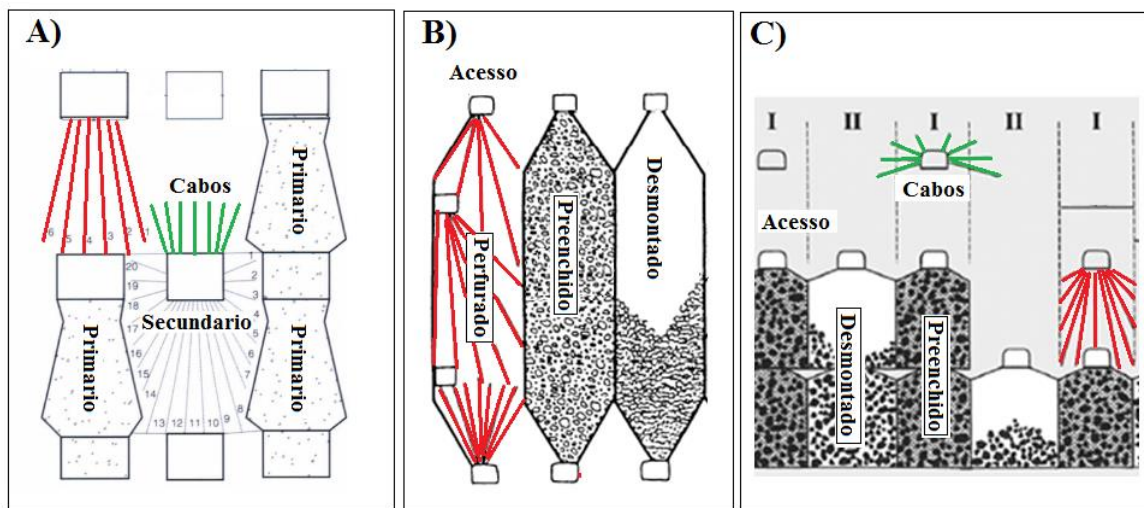 A)
Cabos
Primario
6 5 4 3 2 1
20
19
18
17
16
15
14
13 12 11 10 9 8
1
2
3
4
5
7
Secundario
Primario
Primario
B)
Acesso
Perfurado
Preenchido
Desmontado
C)
I II I II I
Cabos
Acesso
Desmontado
Preenchido